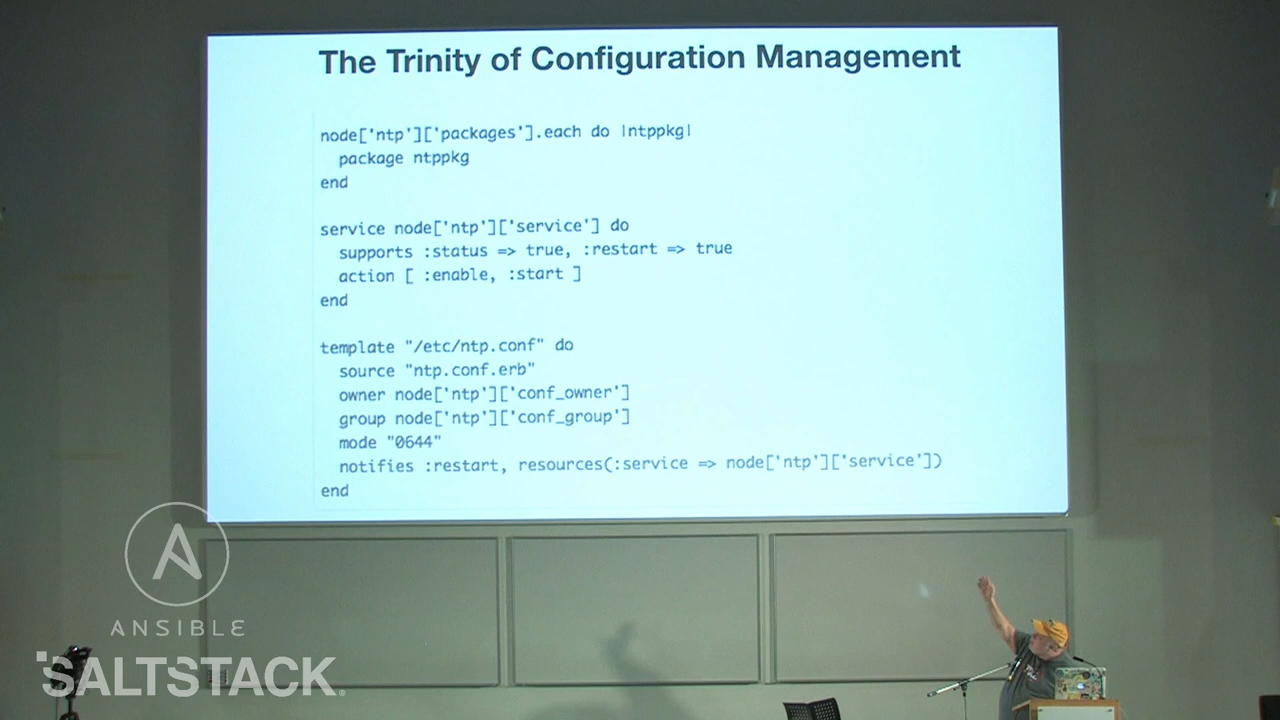 The Trinity of Configuration Management
node['ntp']['packages'].each do |ntppkg|
package ntppkg
end
service node['ntp']['service'] do
supports :status => true, :restart => true
action [ :enable, :start ]
end
template "/etc/ntp.conf" do
source "ntp.conf.erb"
owner node['ntp']['conf_owner']
group node['ntp']['conf_group']
mode "0644"
notifies :restart, resources(:service => node['ntp']['service'])
end
ANSIBLE
SALTSTACK